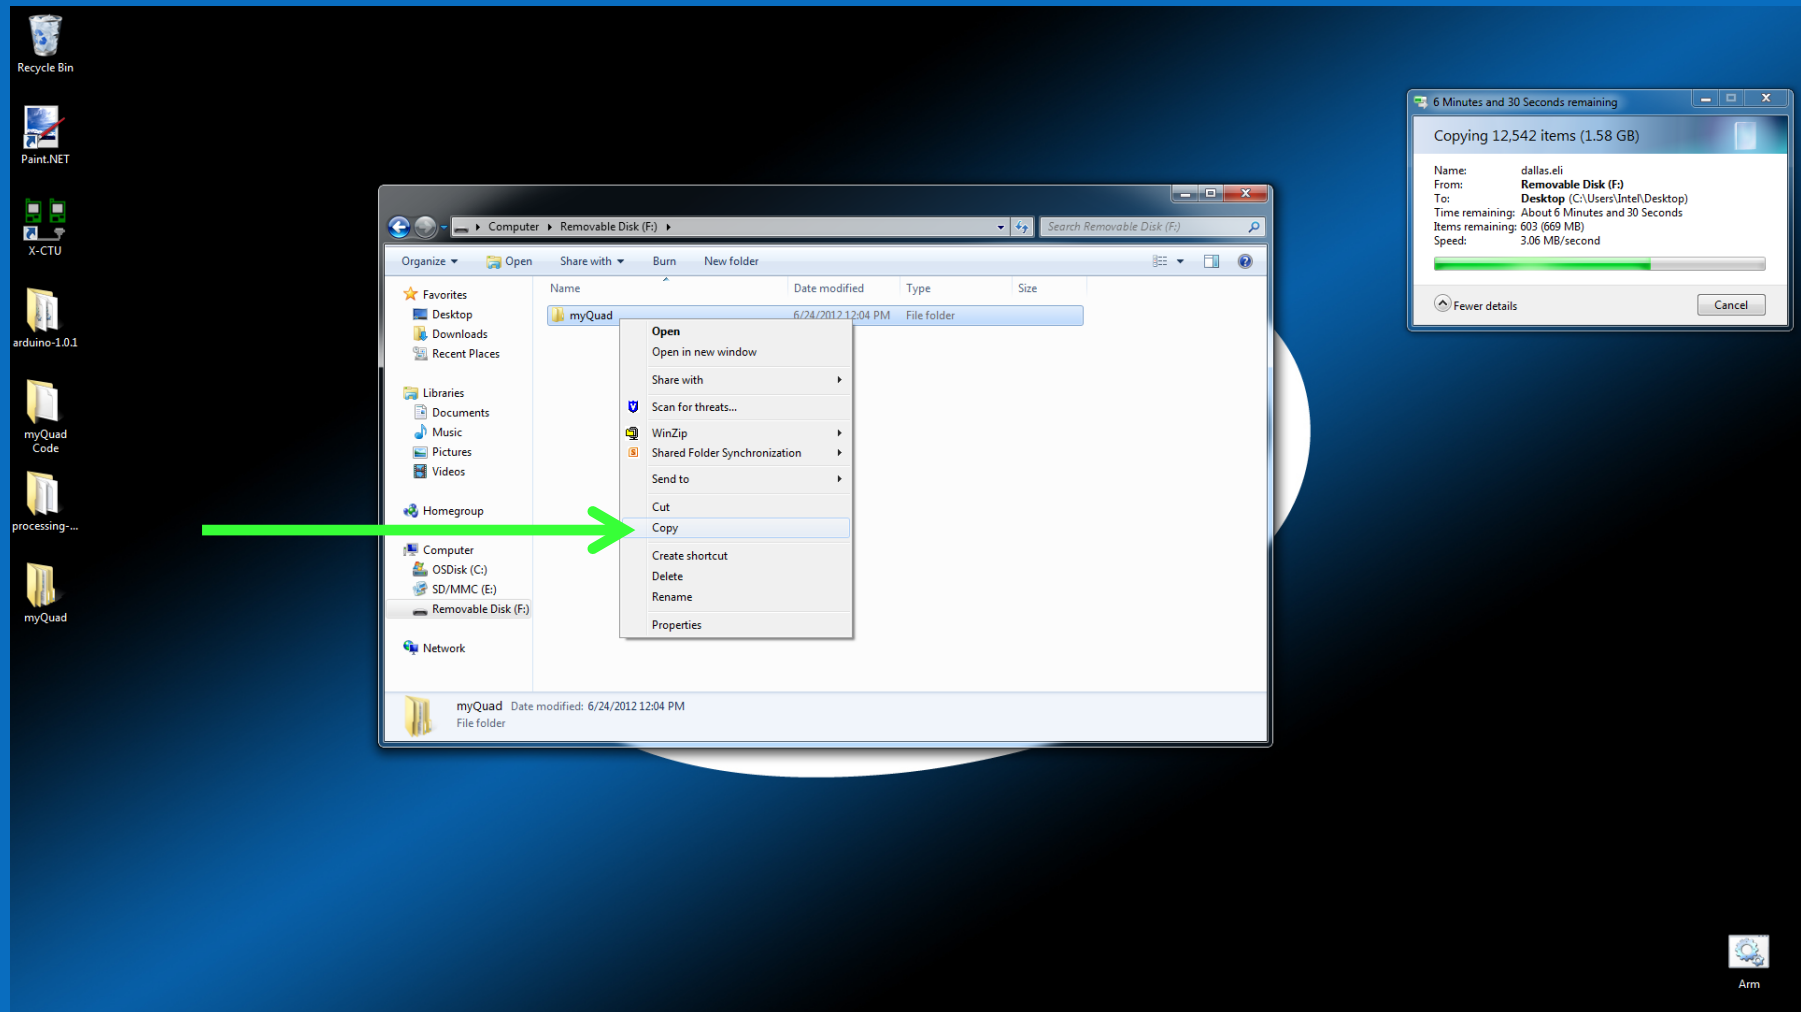 Recycle Bin
Paint.NET
X-CTU
arduino-1.0.1
myQuad
Code
processing-...
myQuad
Computer Removable Disk (F:)
Search Removable Disk (F:)
Organize Open Share with Burn New folder
Favorites
Desktop
Downloads
Recent Places
Libraries
Documents
Music
Pictures
Videos
Homegroup
Computer
OSDisk (C:)
SD/MMC (E:)
Removable Disk (F:)
Network
Name Date modified Type Size
myQuad 6/24/2012 12:04 PM File folder
Open
Open in new window
Share with
Scan for threats...
WinZip
Shared Folder Synchronization
Send to
Cut
Copy
Create shortcut
Delete
Rename
Properties
myQuad Date modified: 6/24/2012 12:04 PM
File folder
6 Minutes and 30 Seconds remaining
Copying 12,542 items (1.58 GB)
Name: dallas.eli
From: Removable Disk (F:)
To: Desktop (C:\Users\Intel\Desktop)
Time remaining: About 6 Minutes and 30 Seconds
Items remaining: 603 (669 MB)
Speed: 3.06 MB/second
Fewer details
Cancel
Arm